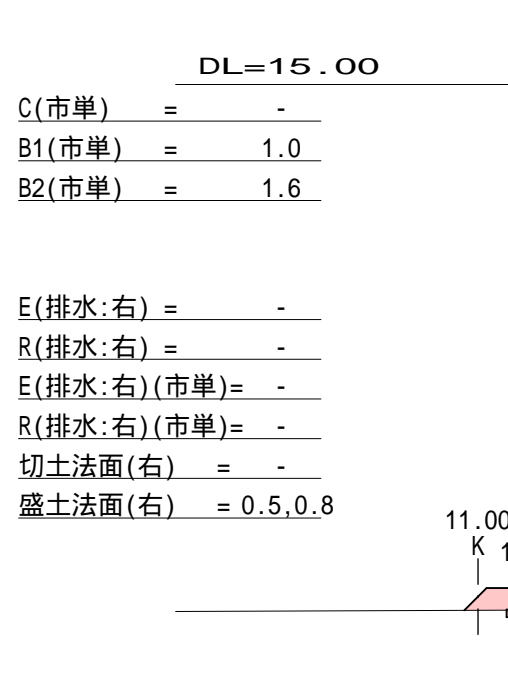 DL=15.00
C(市単) = -
B1(市単) = 1.0
B2(市単) = 1.6
E(排水:右) = -
R(排水:右) = -
E(排水:右)(市単)= -
R(排水:右)(市単)= -
切土法面(右) = -
盛土法面(右) = 0.5,0.8
11.00
K 1